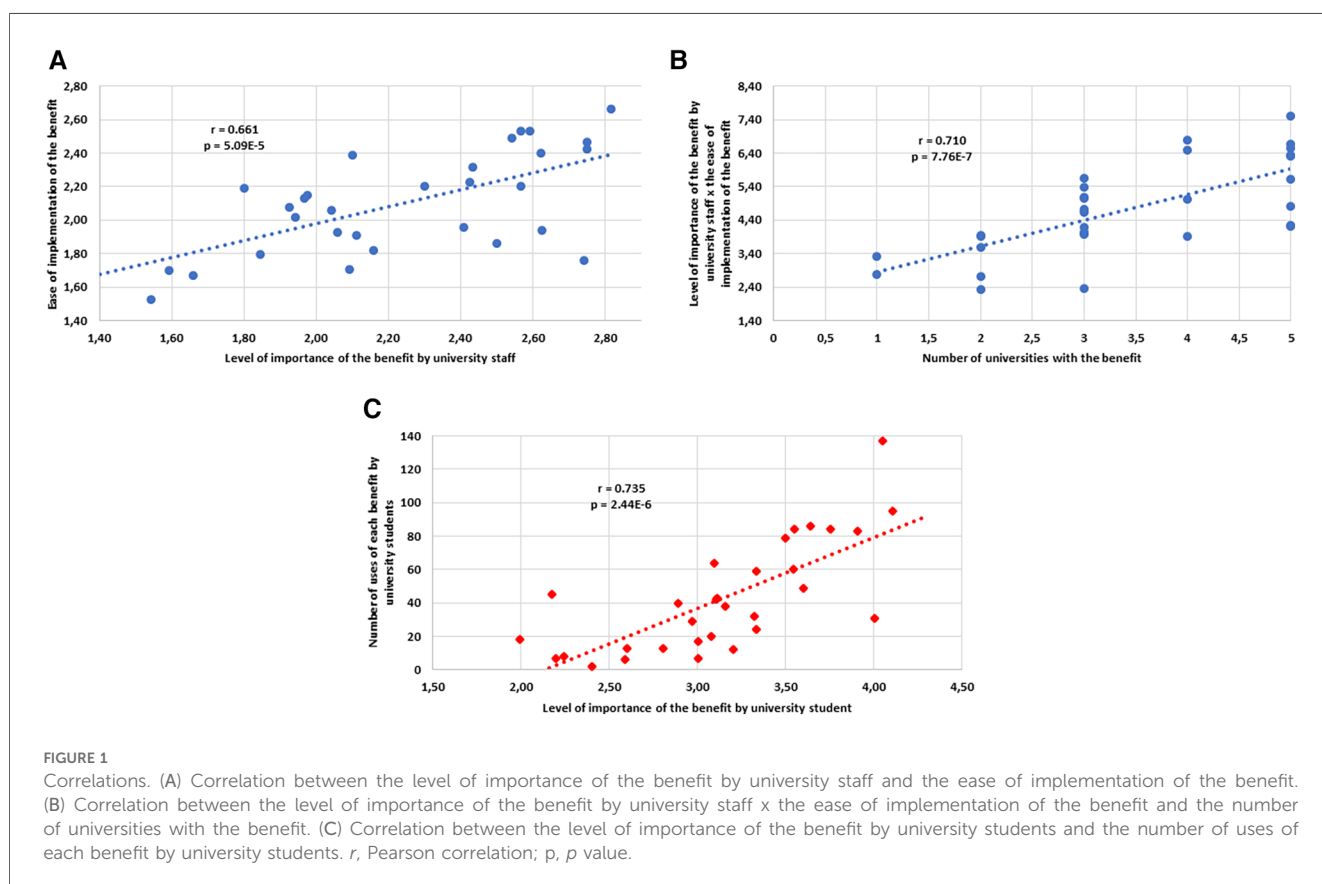 A
Ease of implementation of the benefit
2,80
2,60
2,40
2,20
2,00
1,80
1,60
1,40
r = 0.661
p = 5.09E-5
1,40 1,60 1,80 2,00 2,20 2,40 2,60 2,80
Level of importance of the benefit by university staff
B
Level of importance of the benefit by
university staff x the ease of
implementation of the benefit
8,40
7,40
6,40
5,40
4,40
3,40
2,40
1,40
r = 0.710
p = 7.76E-7
0 0,5 1 1,5 2 2,5 3 3,5 4 4,5 5
Number of universities with the benefit
C
Number of uses of each benefit by
university students
140
120
100
80
60
40
20
0
r = 0.735
p = 2.44E-6
1,50 2,00 2,50 3,00 3,50 4,00 4,50
Level of importance of the benefit by university student
FIGURE 1
Correlations. (A) Correlation between the level of importance of the benefit by university staff and the ease of implementation of the benefit.
(B) Correlation between the level of importance of the benefit by university staff x the ease of implementation of the benefit and the number
of universities with the benefit. (C) Correlation between the level of importance of the benefit by university students and the number of uses of
each benefit by university students. r, Pearson correlation; p, p value.